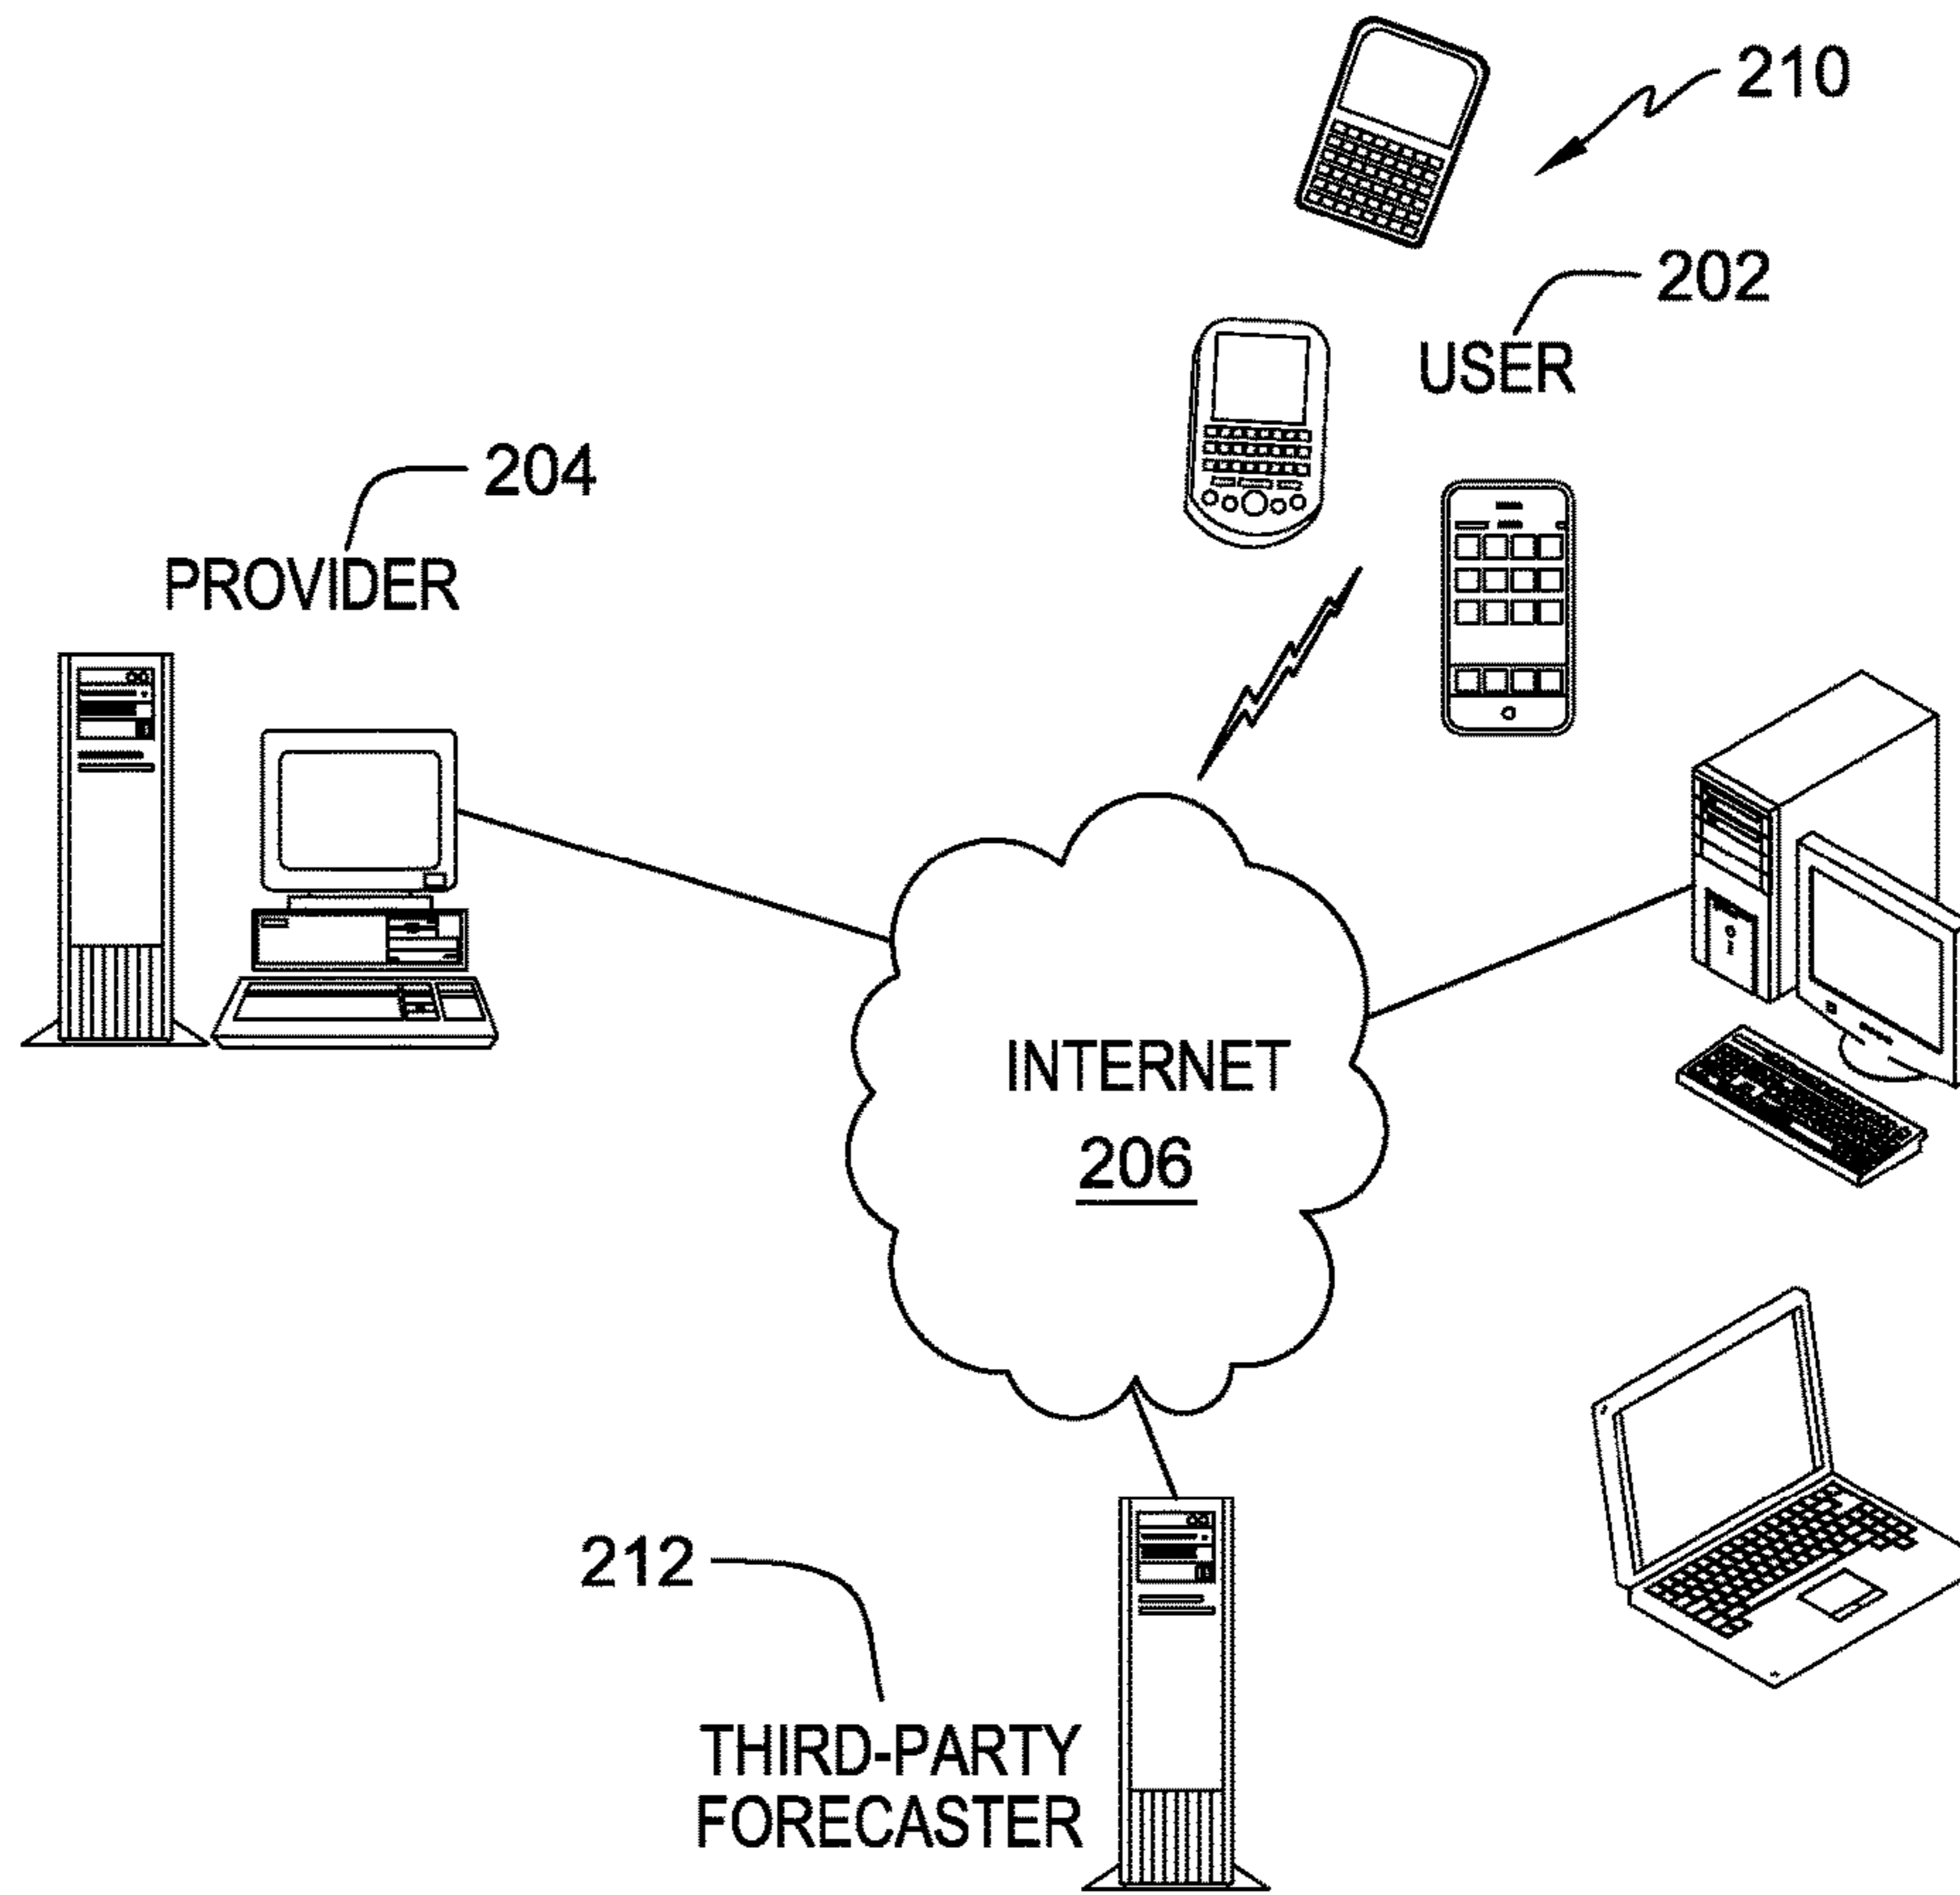 210
202
USER
204
PROVIDER
INTERNET
206
212
THIRD-PARTY
FORECASTER